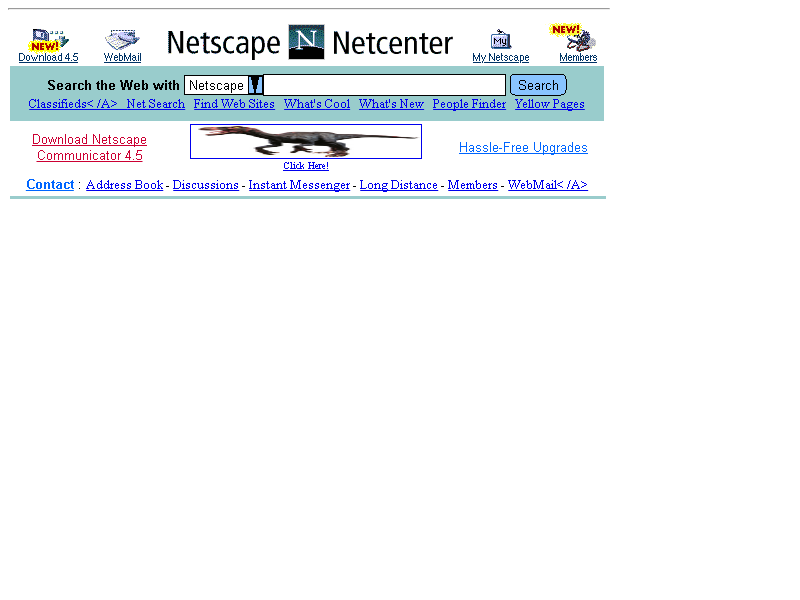 NEW! NEW!
Netscape N Netcenter
Download 4.5 WebMail My My Netscape Members
Search the Web with Netscape Search
Classifieds< /A> Net Search Find Web Sites What's Cool What's New People Finder Yellow Pages
Download Netscape
Communicator 4.5
Click Here!
Hassle-Free Upgrades
Contact : Address Book - Discussions - Instant Messenger - Long Distance - Members - WebMail< /A>